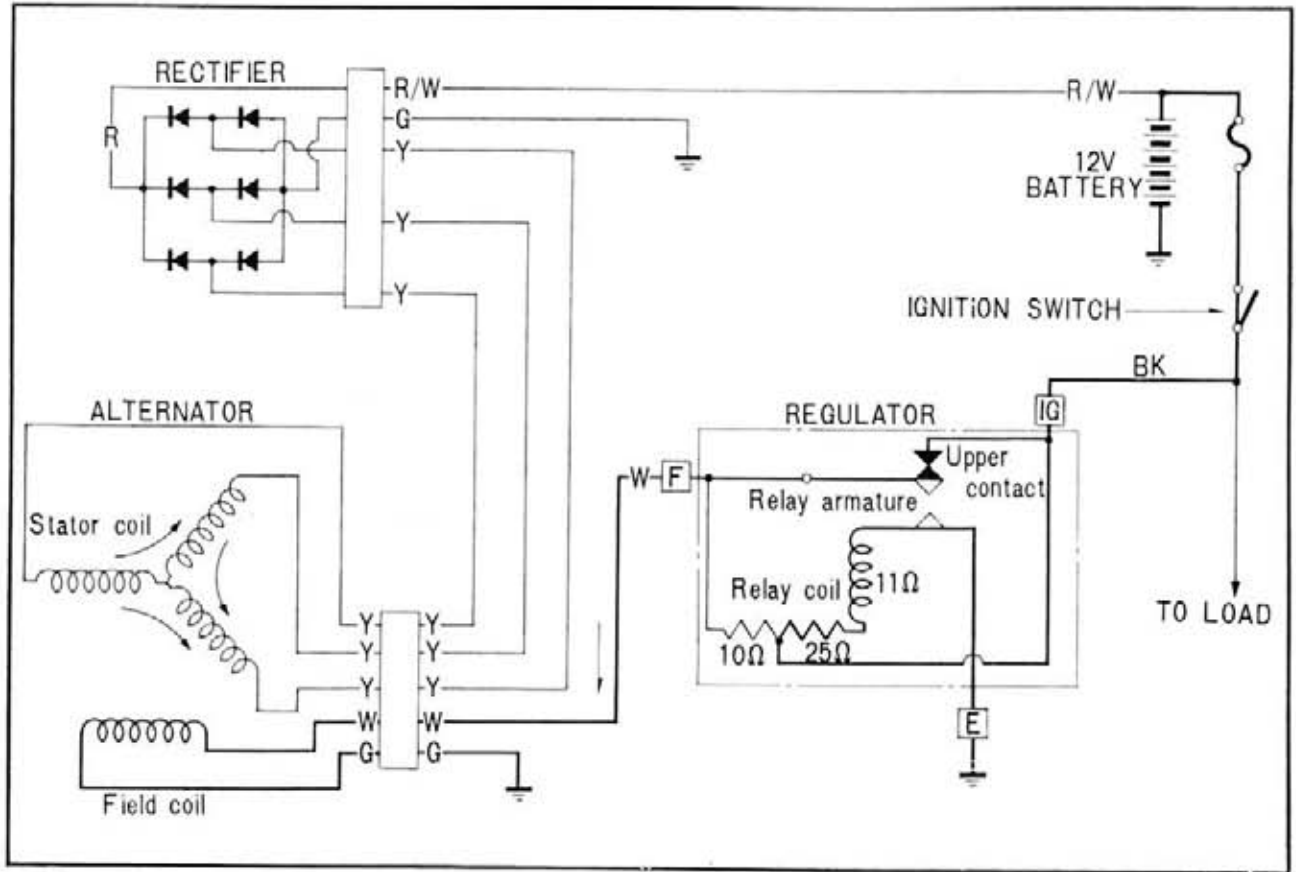 RECTIFIER
R/W
R/W
G
R
Y
12V
BATTERY
Y
Y
IGNITiON SWITCH
BK
ALTERNATOR
REGULATOR
IG
Upper
contact
W
F
Relay armature
Stator coil
Relay coil
11Ω
TO LOAD
Y
Y
10Ω
25Ω
Y
Y
Y
Y
W
W
E
G
G
Field coil